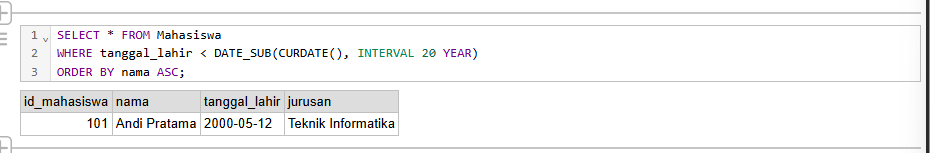 1 SELECT * FROM Mahasiswa
2 WHERE tanggal_lahir < DATE_SUB(CURDATE(), INTERVAL 20 YEAR)
3 ORDER BY nama ASC;
id_mahasiswa nama tanggal_lahir jurusan
101 Andi Pratama 2000-05-12 Teknik Informatika